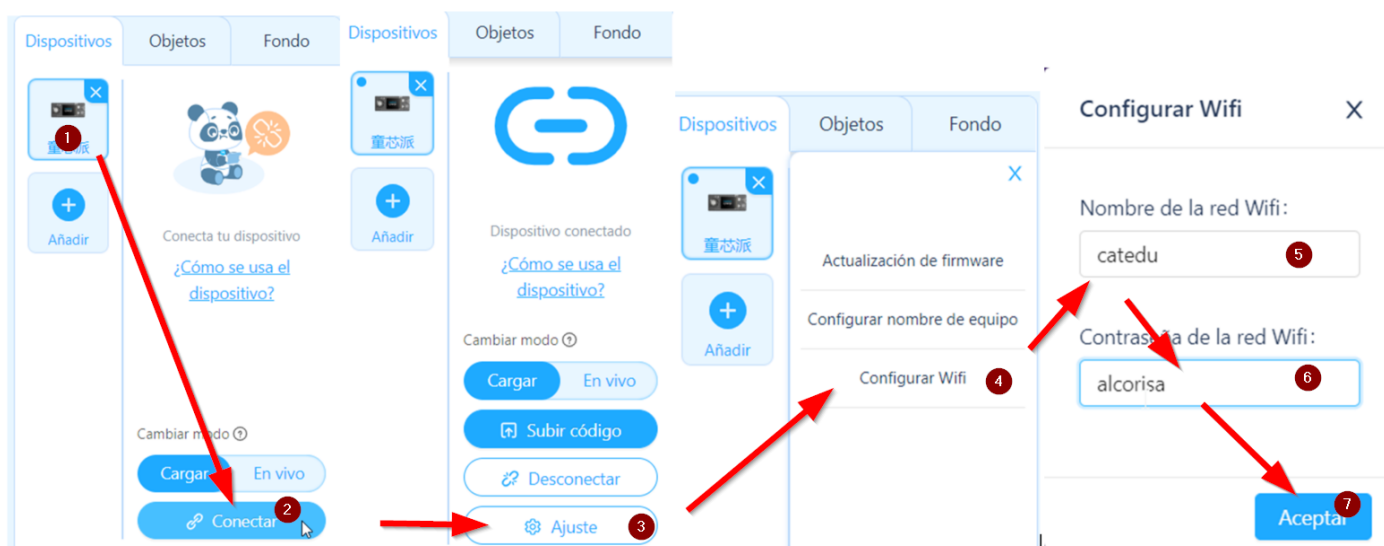 Dispositivos
Objetos
Fondo
1
童芯派
Añadir
Conecta tu dispositivo
¿Cómo se usa el
dispositivo?
Cambiar modo
Cargar
En vivo
Conectar
2
Dispositivos
Objetos
Fondo
童芯派
Añadir
Dispositivo conectado
¿Cómo se usa el
dispositivo?
Cambiar modo
Cargar
En vivo
Subir código
Desconectar
Ajuste
3
Dispositivos
Objetos
Fondo
童芯派
Añadir
X
Actualización de firmware
Configurar nombre de equipo
Configurar Wifi
4
Configurar Wifi
X
Nombre de la red Wifi:
catedu
5
Contraseña de la red Wifi:
alcorisa
6
Aceptar
7